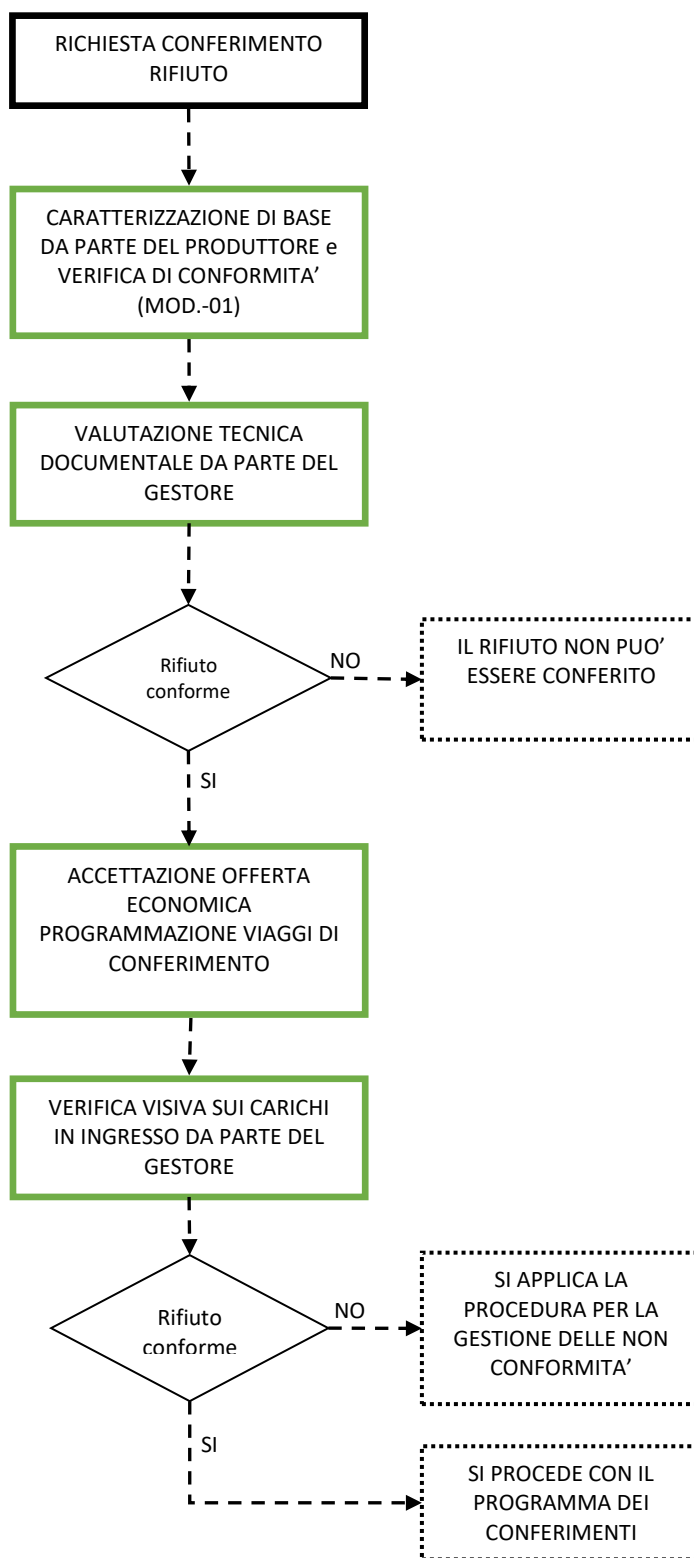 RICHIESTA CONFERIMENTO
RIFIUTO
CARATTERIZZAZIONE DI BASE
DA PARTE DEL PRODUTTORE e
VERIFICA DI CONFORMITA’
(MOD.-01)
VALUTAZIONE TECNICA
DOCUMENTALE DA PARTE DEL
GESTORE
Rifiuto
conforme
NO
IL RIFIUTO NON PUO’
ESSERE CONFERITO
SI
ACCETTAZIONE OFFERTA
ECONOMICA
PROGRAMMAZIONE VIAGGI DI
CONFERIMENTO
VERIFICA VISIVA SUI CARICHI
IN INGRESSO DA PARTE DEL
GESTORE
Rifiuto
conforme
NO
SI APPLICA LA
PROCEDURA PER LA
GESTIONE DELLE NON
CONFORMITA’
SI
SI PROCEDE CON IL
PROGRAMMA DEI
CONFERIMENTI